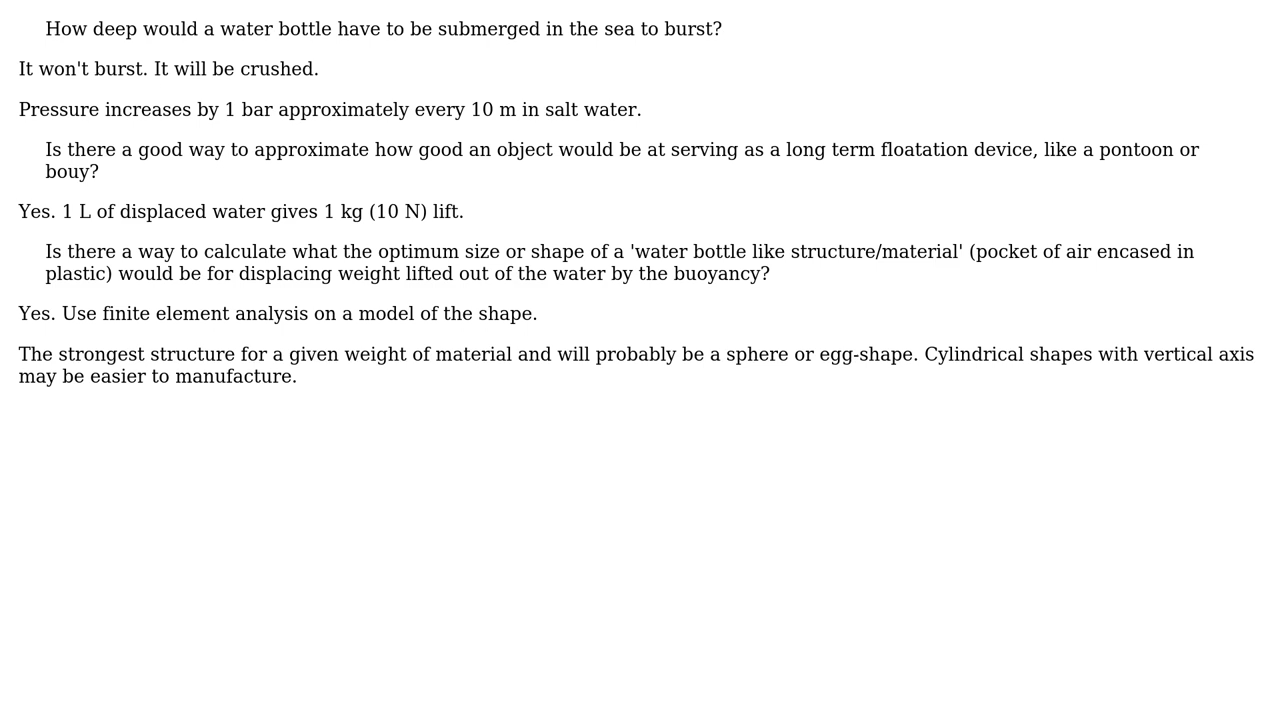 How deep would a water bottle have to be submerged in the sea to burst?
It won't burst. It will be crushed.
Pressure increases by 1 bar approximately every 10 m in salt water.
Is there a good way to approximate how good an object would be at serving as a long term floatation device, like a pontoon or
bouy?
Yes. 1 L of displaced water gives 1 kg (10 N) lift.
Is there a way to calculate what the optimum size or shape of a 'water bottle like structure/material' (pocket of air encased in
plastic) would be for displacing weight lifted out of the water by the buoyancy?
Yes. Use finite element analysis on a model of the shape.
The strongest structure for a given weight of material and will probably be a sphere or egg-shape. Cylindrical shapes with vertical axis
may be easier to manufacture.